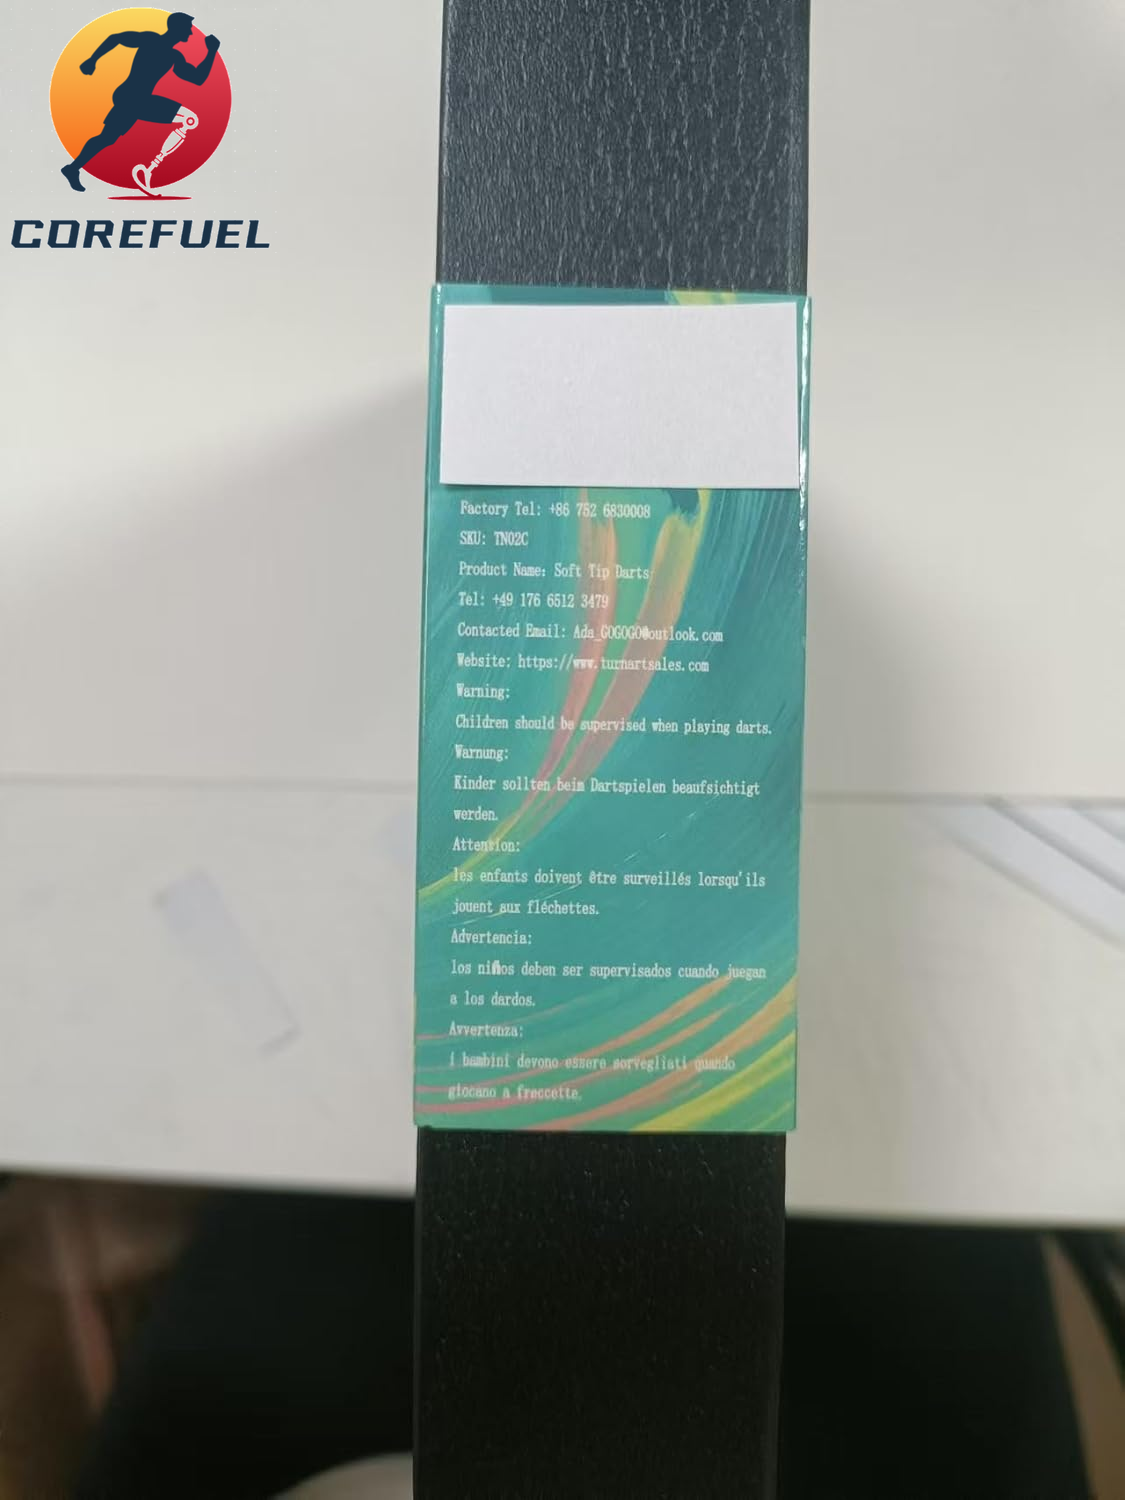 COREFUEL
Factory Tel: +86 752 6830008
SKU: TN02C
Product Name: Soft Tip Darts
Tel: +49 176 6512 3479
Contacted Email: Ada_GOGOGO@outlook.com
Website: https://www.turnartsales.com
Warning:
Children should be supervised when playing darts.
Warnung:
Kinder sollten beim Dartspielen beaufsichtigt
werden.
Attention:
les enfants doivent être surveillés lorsqu'ils
jouent aux fléchettes.
Advertencia:
los niños deben ser supervisados cuando juegan
a los dardos.
Avvertenza:
i bambini devono essere sorvegliati quando
giocano a freccette.